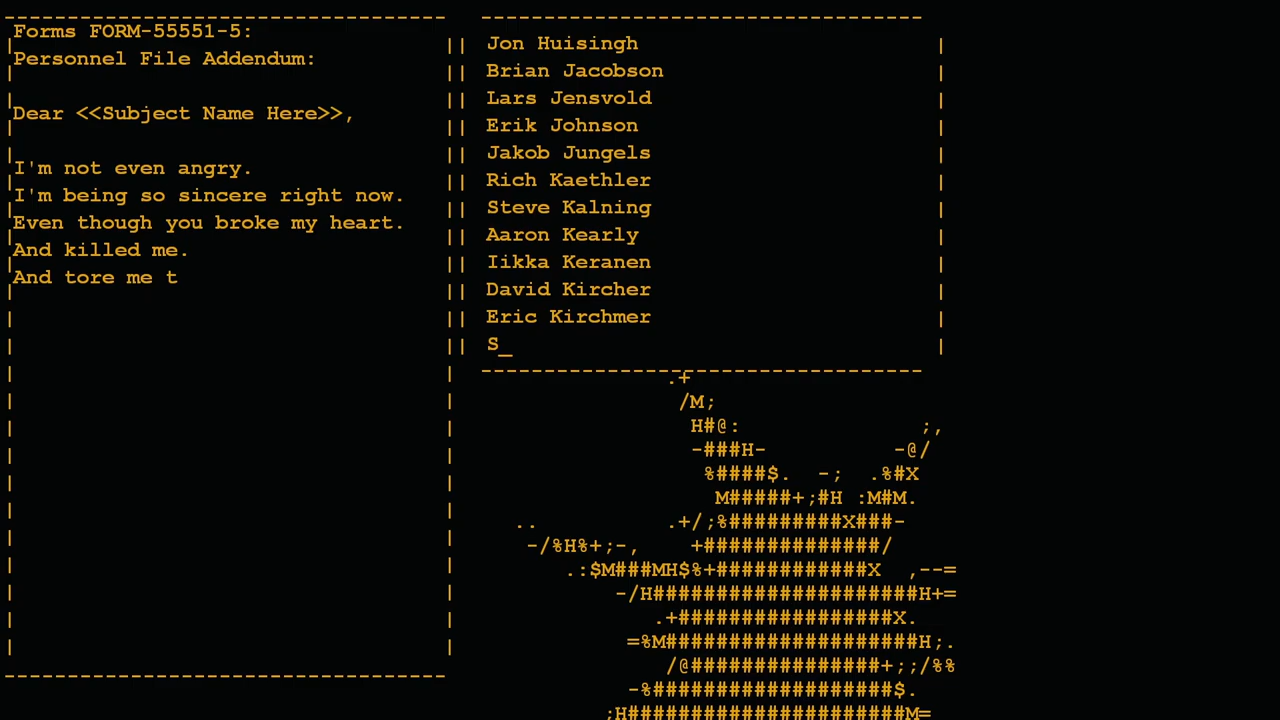 Forms FORM-55551-5:
Personnel File Addendum:
Dear <<Subject Name Here>>,
I'm not even angry.
I'm being so sincere right now.
Even though you broke my heart.
And killed me.
And tore me t
Jon Huisingh
Brian Jacobson
Lars Jensvold
Erik Johnson
Jakob Jungels
Rich Kaethler
Steve Kalning
Aaron Kearly
Iikka Keranen
David Kircher
Eric Kirchmer
S_